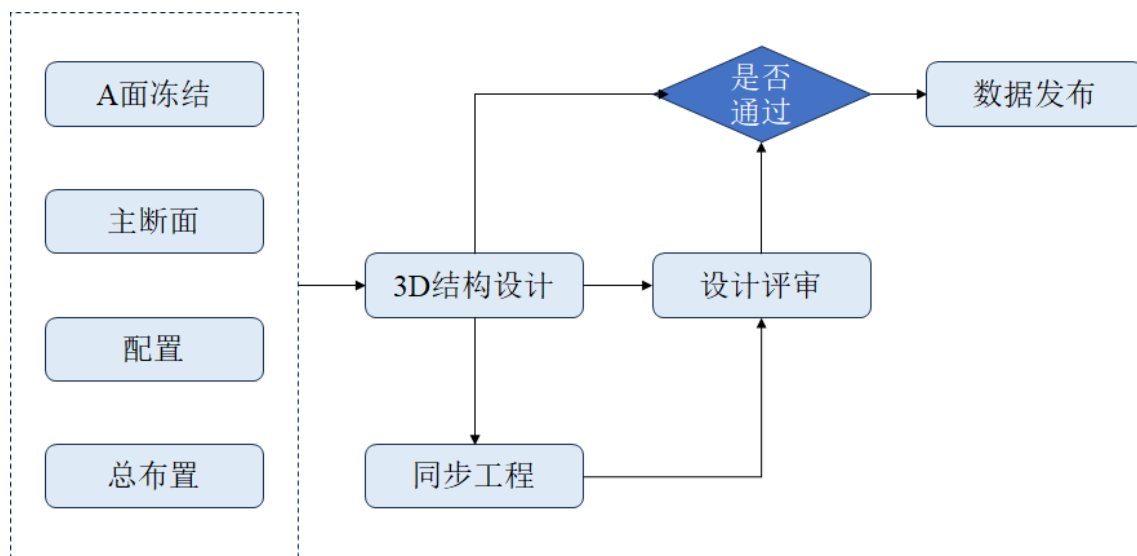 A面冻结
主断面
配置
总布置
3D结构设计
同步工程
设计评审
是否
通过
数据发布